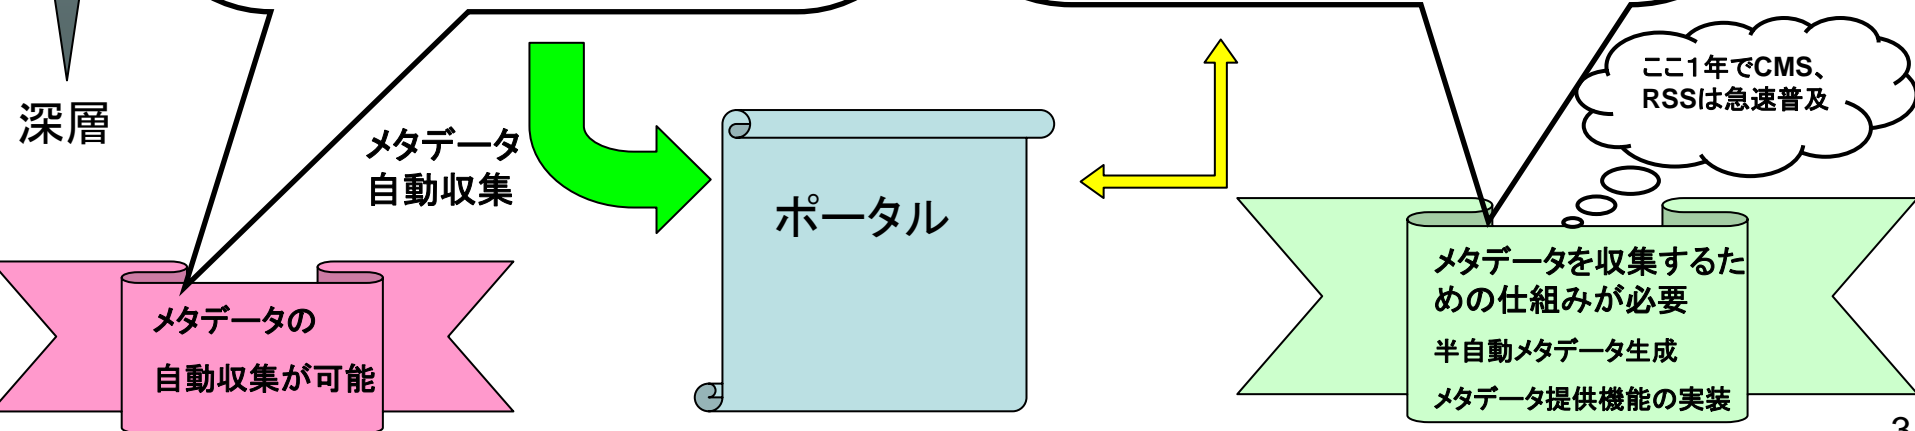 深層
メタデータ
自動収集
ポータル
ここ１年でCMS、
RSSは急速普及
メタデータの
自動収集が可能
メタデータを収集するた
めの仕組みが必要
半自動メタデータ生成
メタデータ提供機能の実装
3